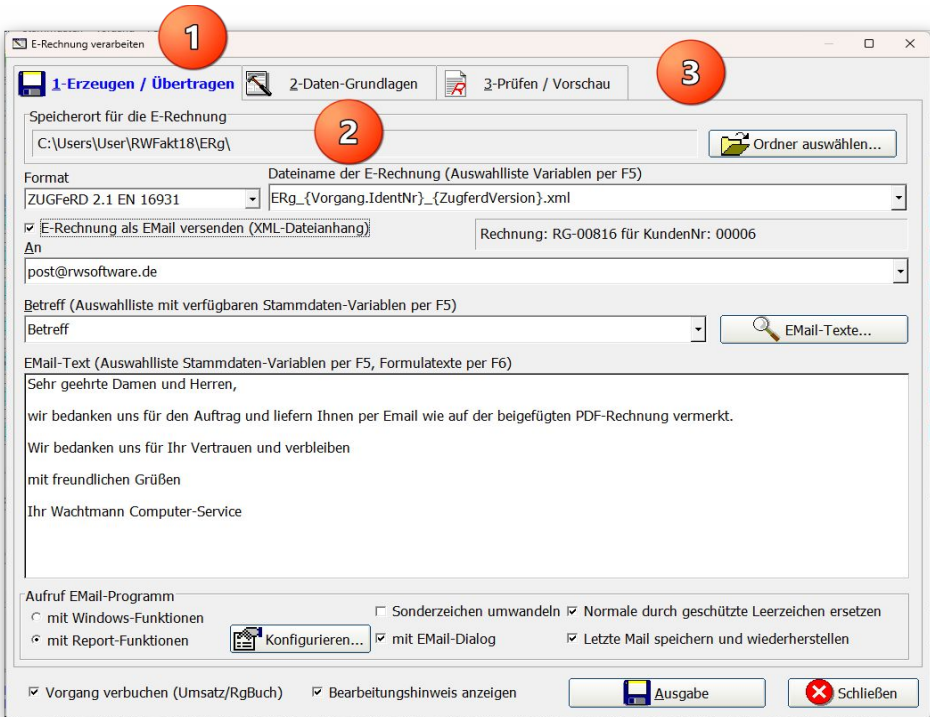 1
E-Rechnung verarbeiten
1-Erzeugen / Übertragen 2-Daten-Grundlagen 3-Prüfen / Vorschau 3
Speicherort für die E-Rechnung
C:\Users\User\RWFakt18\ERg\ 2 Ordner auswählen...
Format Dateiname der E-Rechnung (Auswahlliste Variablen per F5)
ZUGFeRD 2.1 EN 16931 ERg_{Vorgang.IdentNr}_{ZugferdVersion}.xml
E-Rechnung als EMail versenden (XML-Dateianhang) Rechnung: RG-00816 für KundenNr: 00006
An
post@rwsoftware.de
Betreff (Auswahlliste mit verfügbaren Stammdaten-Variablen per F5)
Betreff EMail-Texte...
EMail-Text (Auswahlliste Stammdaten-Variablen per F5, Formulatexte per F6)
Sehr geehrte Damen und Herren,
wir bedanken uns für den Auftrag und liefern Ihnen per Email wie auf der beigefügten PDF-Rechnung vermerkt.
Wir bedanken uns für Ihr Vertrauen und verbleiben
mit freundlichen Grüßen
Ihr Wachtmann Computer-Service
Aufruf EMail-Programm
mit Windows-Funktionen Sonderzeichen umwandeln Normale durch geschützte Leerzeichen ersetzen
mit Report-Funktionen Konfigurieren... mit EMail-Dialog Letzte Mail speichern und wiederherstellen
Vorgang verbuchen (Umsatz/RgBuch) Bearbeitungshinweis anzeigen Ausgabe Schließen